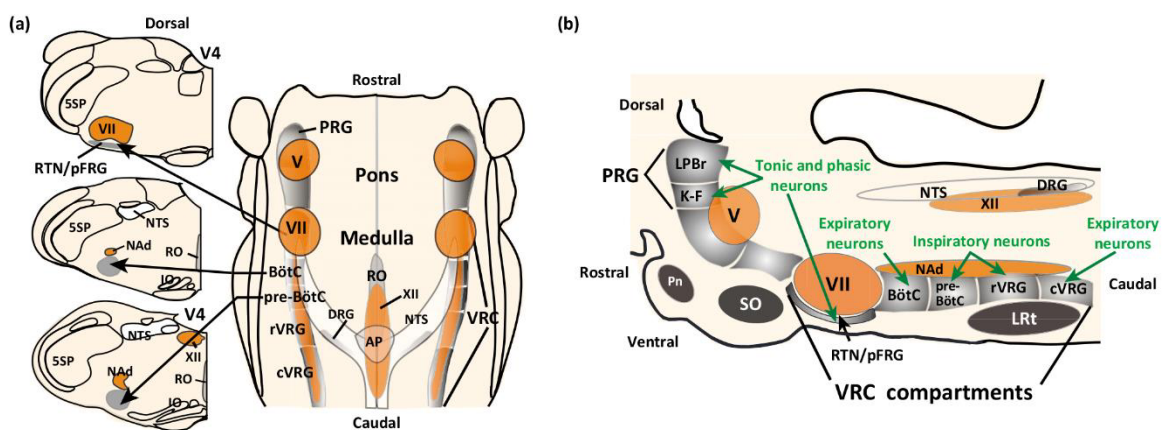 (a)
Dorsal
V4
5SP
VII
RTN/pFRG
5SP
NTS
NAd
RO
IO
V4
NTS
5SP
XII
NAd
RO
IO
Rostral
PRG
V
Pons
VII
Medulla
BötC
RO
pre-BötC
XII
rVRG
DRG
NTS
VRC
AP
cVRG
Caudal
(b)
Dorsal
PRG
LPBr
K-F
Tonic and phasic
neurons
V
NTS
DRG
XII
Expiratory
neurons
Inspiratory neurons
Expiratory
neurons
Rostral
Pn
SO
VII
NAd
BötC
pre-
BötC
rVRG
cVRG
Caudal
LRt
Ventral
RTN/pFRG
VRC compartments